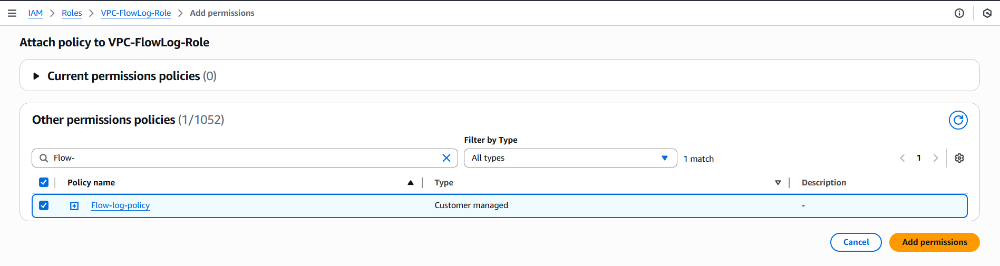 IAM > Roles > VPC-FlowLog-Role > Add permissions
Attach policy to VPC-FlowLog-Role
Current permissions policies (0)
Other permissions policies (1/1052)
Filter by Type
Flow-
All types
1 match
1
Policy name
Type
Description
Flow-log-policy
Customer managed
-
Cancel
Add permissions